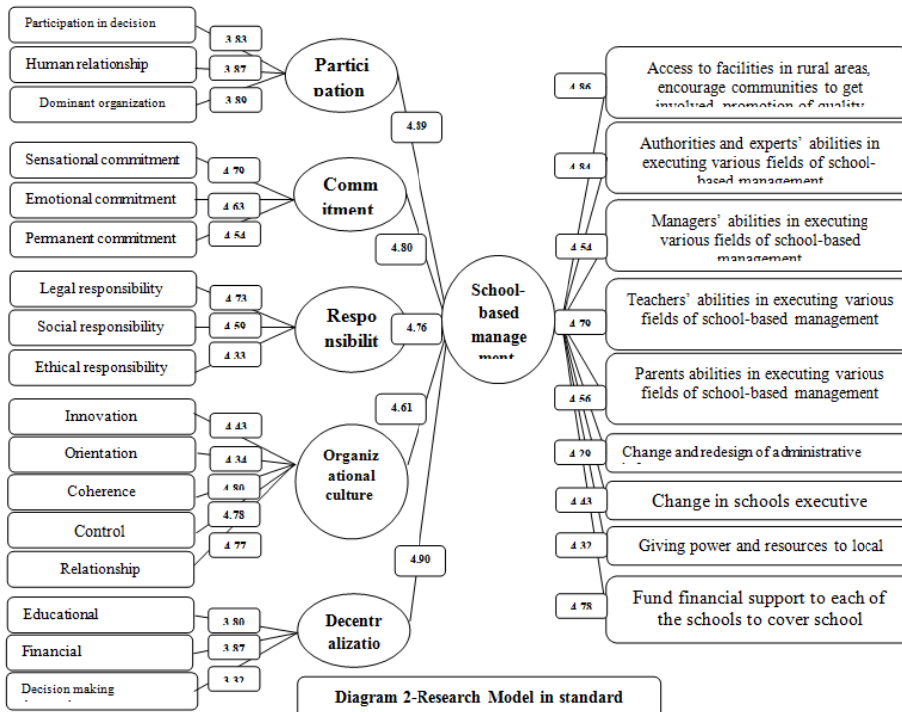 Participation in decision
3.83
Human relationship
3.87
Dominant organization
3.89
Partici
pation
4.89
Sensational commitment
4.79
Emotional commitment
4.63
Permanent commitment
4.54
Comm
itment
4.80
Legal responsibility
4.73
Social responsibility
4.59
Ethical responsibility
4.33
Respo
nsibilit
4.76
Innovation
4.43
Orientation
4.34
Coherence
4.80
Control
4.78
Relationship
4.77
Organiz
ational
culture
4.61
Educational
3.80
Financial
3.87
Decision making
3.32
Decentr
alizatio
4.90
School-
based
manage
ment
4.86
Access to facilities in rural areas,
encourage communities to get
involved, promotion of quality
4.84
Authorities and experts' abilities in
executing various fields of school-
based management
4.54
Managers' abilities in executing
various fields of school-based
management
4.79
Teachers' abilities in executing various
fields of school-based management
4.56
Parents abilities in executing various
fields of school-based management
4.29
Change and redesign of administrative
4.43
Change in schools executive
4.32
Giving power and resources to local
4.78
Fund financial support to each of
the schools to cover school
Diagram 2-Research Model in standard